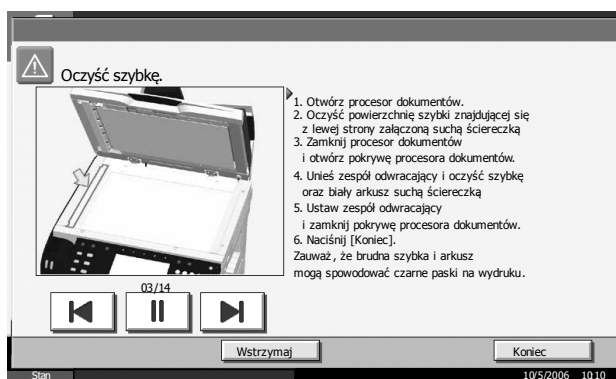 Oczyść szybkę.
1. Otwórz procesor dokumentów.
2. Oczyść powierzchnię szybki znajdującej się
z lewej strony załączoną suchą ściereczką
3. Zamknij procesor dokumentów
i otwórz pokrywę procesora dokumentów.
4. Unieś zespół odwracający i oczyść szybkę
oraz biały arkusz suchą ściereczką
5. Ustaw zespół odwracający
i zamknij pokrywę procesora dokumentów.
6. Naciśnij [Koniec].
Zauważ, że brudna szybka i arkusz
mogą spowodować czarne paski na wydruku.
03/14
Wstrzymaj
Koniec
Stan
10/5/2006 10:10